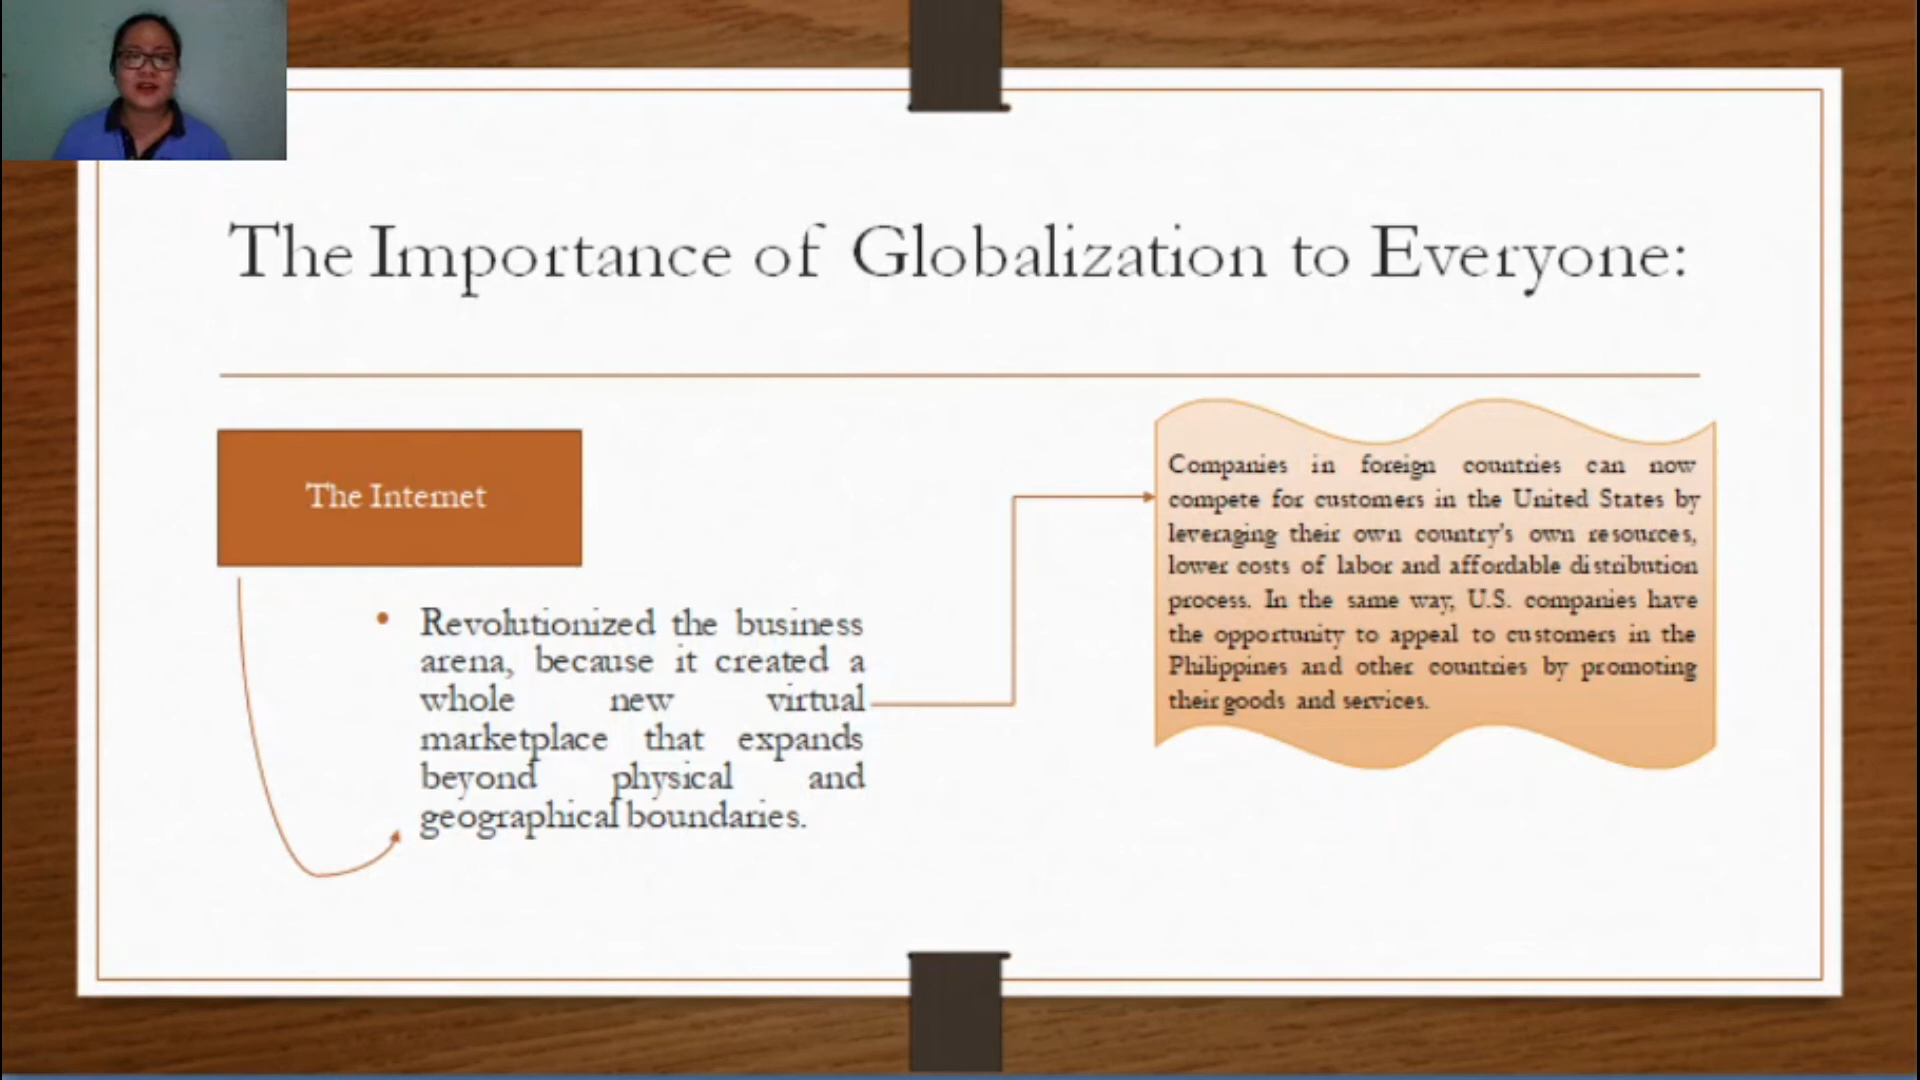 The Importance of Globalization to Everyone:
The Internet
• Revolutionized the business
arena, because it created a
whole new virtual
marketplace that expands
beyond physical and
geographical boundaries.
Companies in foreign countries can now
compete for customers in the United States by
leveraging their own country's own resources,
lower costs of labor and affordable distribution
process. In the same way, U.S. companies have
the opportunity to appeal to customers in the
Philippines and other countries by promoting
their goods and services.